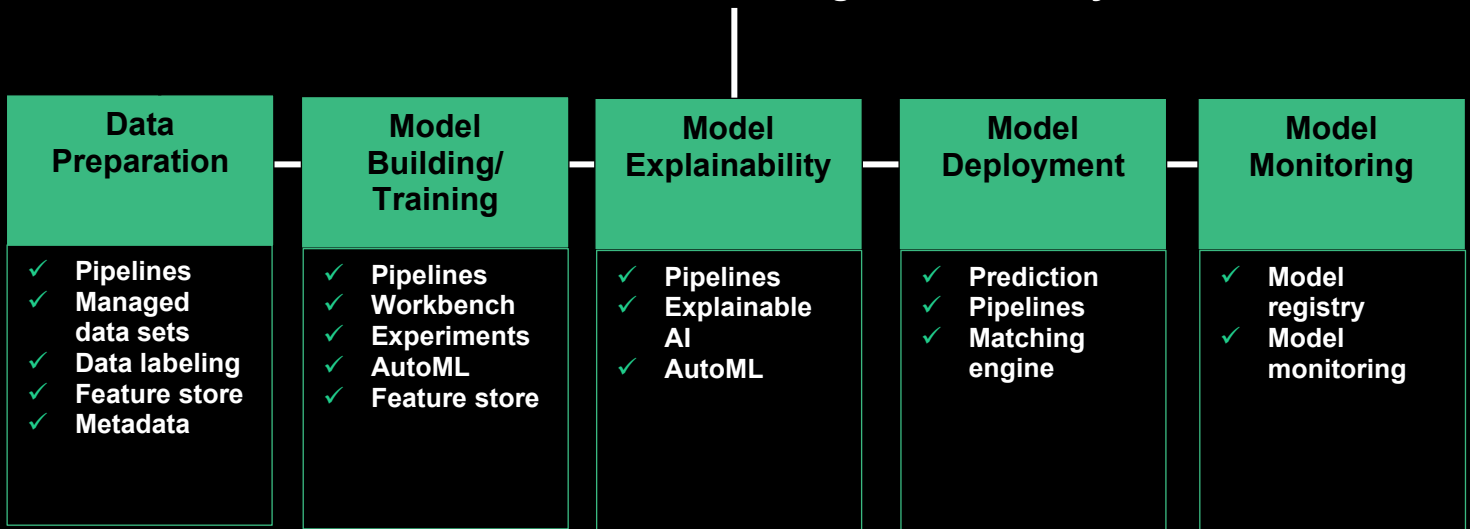 Data
Preparation
Pipelines
Managed
data sets
Data labeling
Feature store
Metadata
Model
Building/
Training
Pipelines
Workbench
Experiments
AutoML
Feature store
Model
Explainability
Pipelines
Explainable
AI
AutoML
Model
Deployment
Prediction
Pipelines
Matching
engine
Model
Monitoring
Model
registry
Model
monitoring